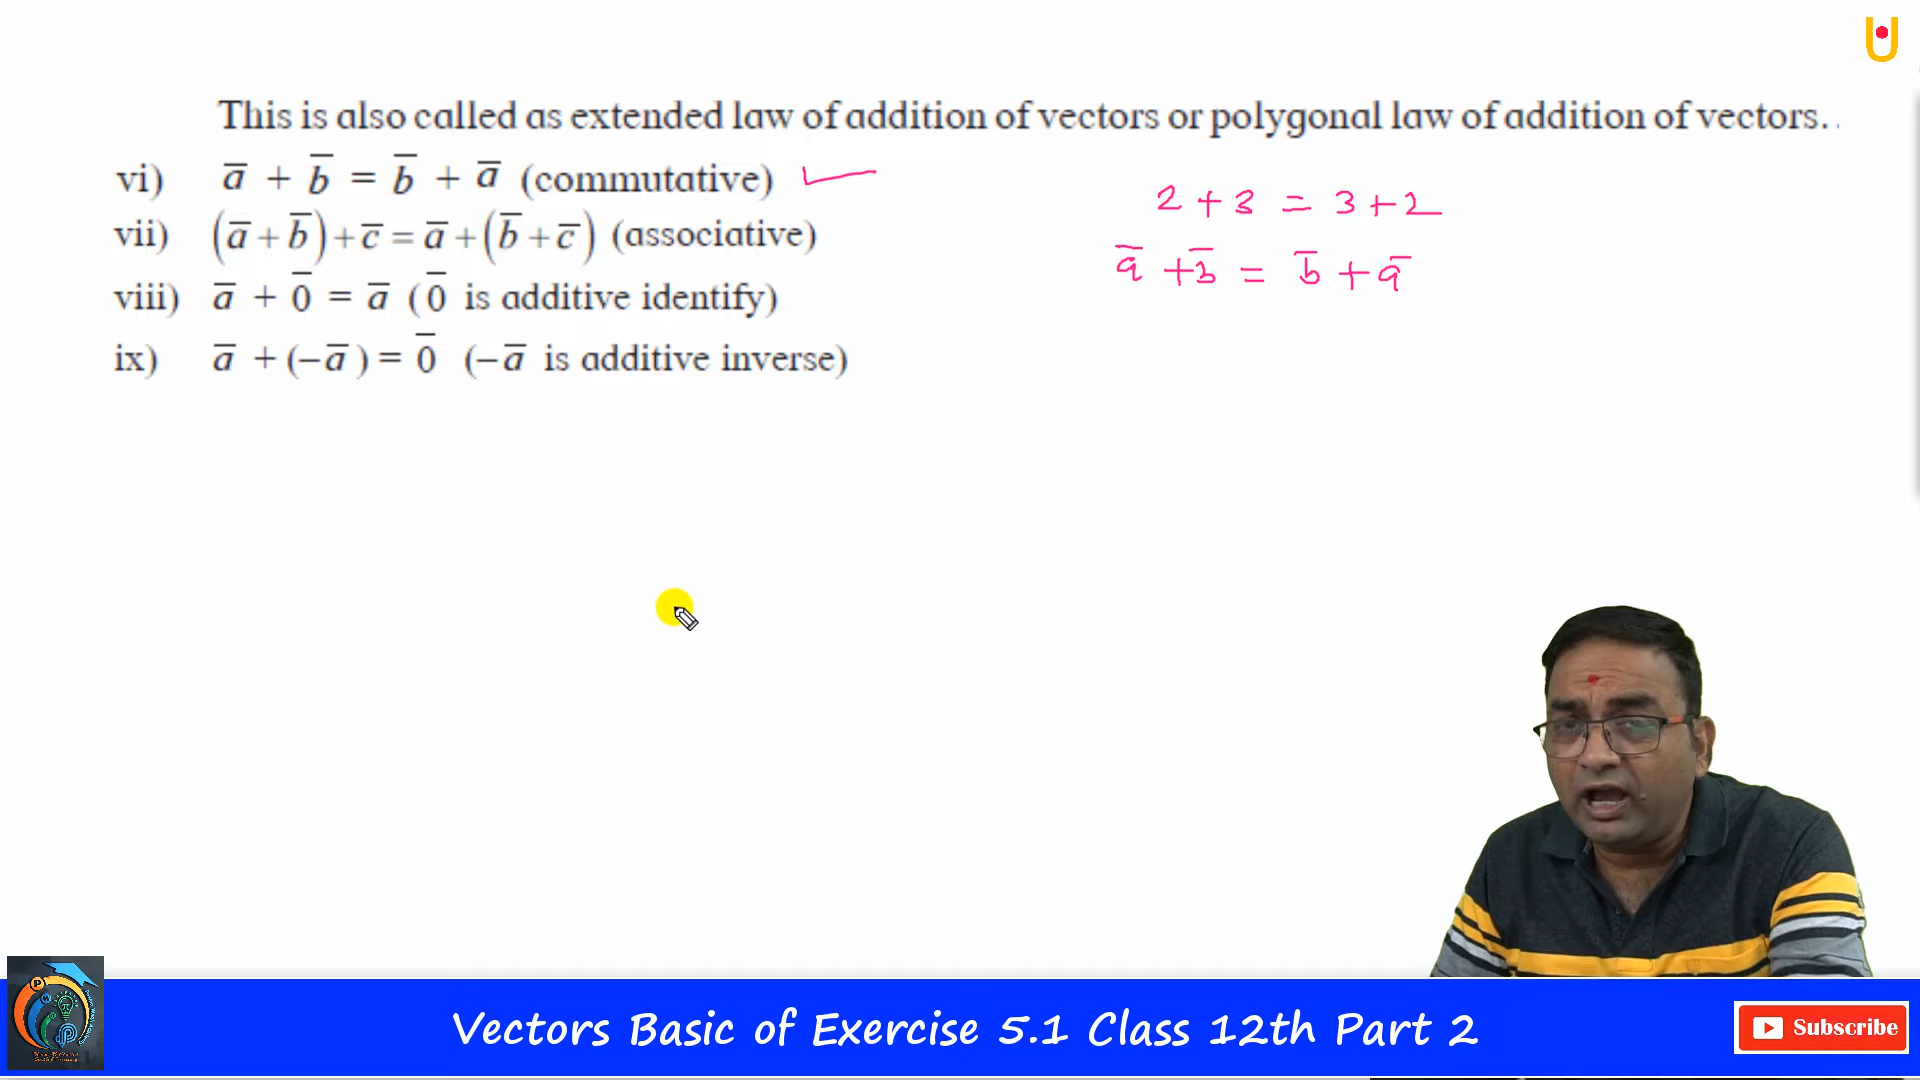 This is also called as extended law of addition of vectors or polygonal law of addition of vectors. .
vi) a̅ + b̅ = b̅ + a̅ (commutative)
2 + 3 = 3 + 2
vii) (a̅ + b̅) + c̅ = a̅ + (b̅ + c̅) (associative)
a̅ + b̅ = b̅ + a̅
viii) a̅ + 0̅ = a̅ (0̅ is additive identify)
ix) a̅ + (−a̅) = 0̅ (−a̅ is additive inverse)
Vectors Basic of Exercise 5.1 Class 12th Part 2
Subscribe